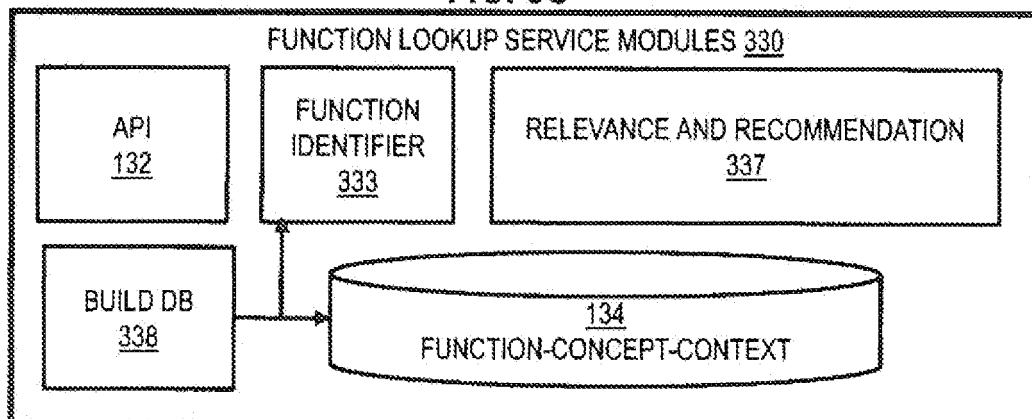 FUNCTION LOOKUP SERVICE MODULES 330
API
132
FUNCTION
IDENTIFIER
333
RELEVANCE AND RECOMMENDATION
337
BUILD DB
338
134
FUNCTION-CONCEPT-CONTEXT